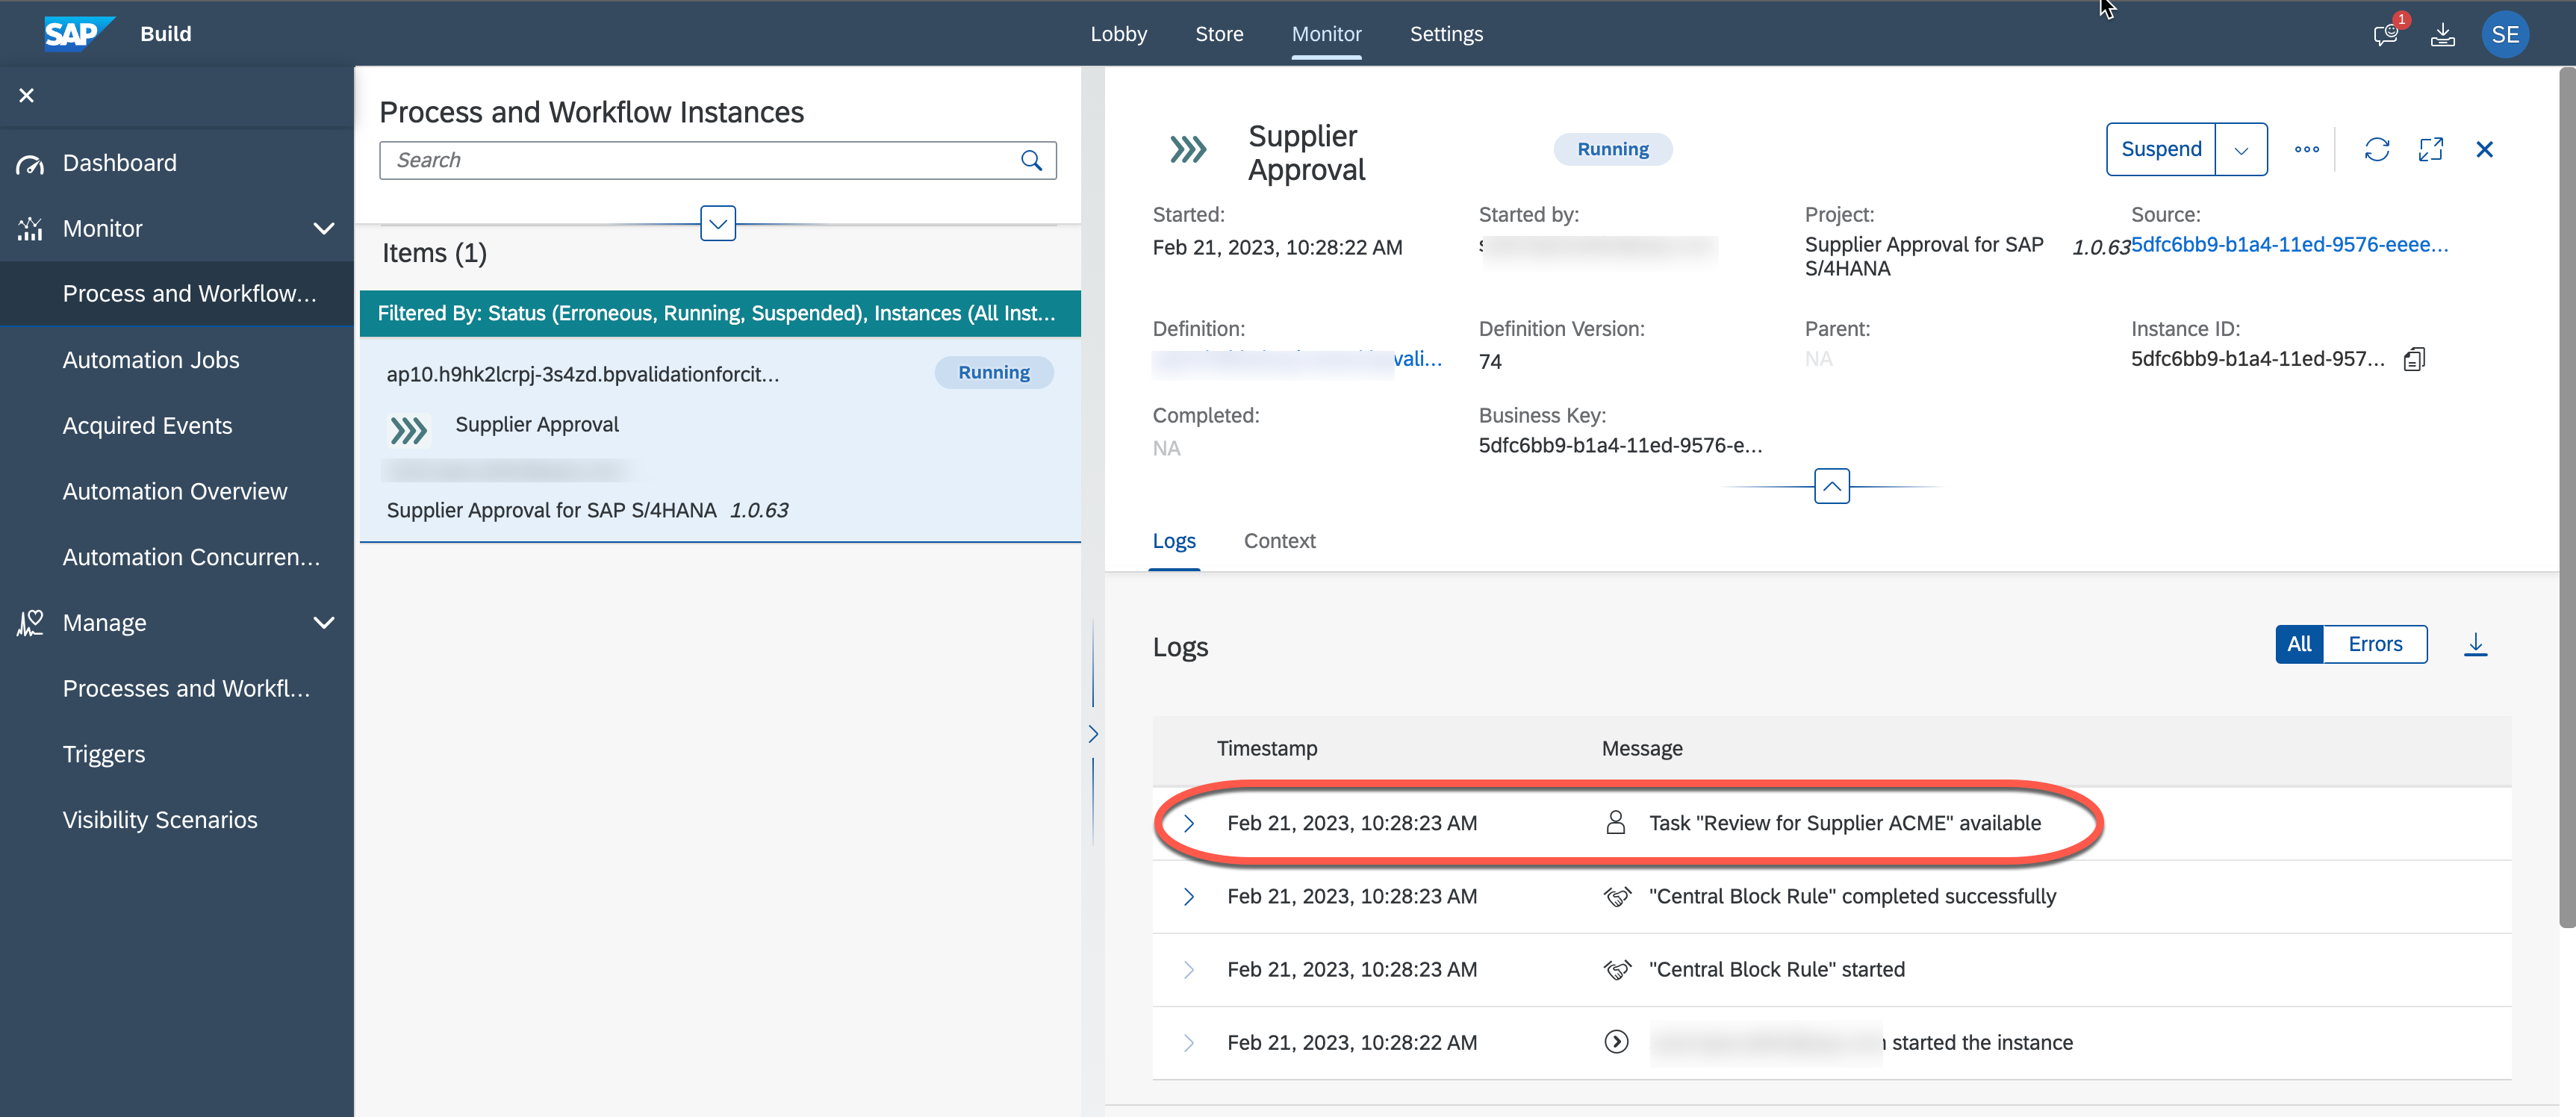 SAP Build
Lobby Store Monitor Settings
1
SE
Dashboard
Monitor
Process and Workflow...
Automation Jobs
Acquired Events
Automation Overview
Automation Concurren...
Manage
Processes and Workfl...
Triggers
Visibility Scenarios
Process and Workflow Instances
Search
Items (1)
Filtered By: Status (Erroneous, Running, Suspended), Instances (All Inst...
ap10.h9hk2lcrpj-3s4zd.bpvalidationforcit...
Running
Supplier Approval
Supplier Approval for SAP S/4HANA 1.0.63
Supplier
Approval
Running
Suspend
Started:
Feb 21, 2023, 10:28:22 AM
Started by:
Project:
Supplier Approval for SAP
S/4HANA
1.0.63
Source:
5dfc6bb9-b1a4-11ed-9576-eeee...
Definition:
vali...
Definition Version:
74
Parent:
NA
Instance ID:
5dfc6bb9-b1a4-11ed-957...
Completed:
NA
Business Key:
5dfc6bb9-b1a4-11ed-9576-e...
Logs Context
Logs
All Errors
Timestamp Message
Feb 21, 2023, 10:28:23 AM Task "Review for Supplier ACME" available
Feb 21, 2023, 10:28:23 AM "Central Block Rule" completed successfully
Feb 21, 2023, 10:28:23 AM "Central Block Rule" started
Feb 21, 2023, 10:28:22 AM started the instance